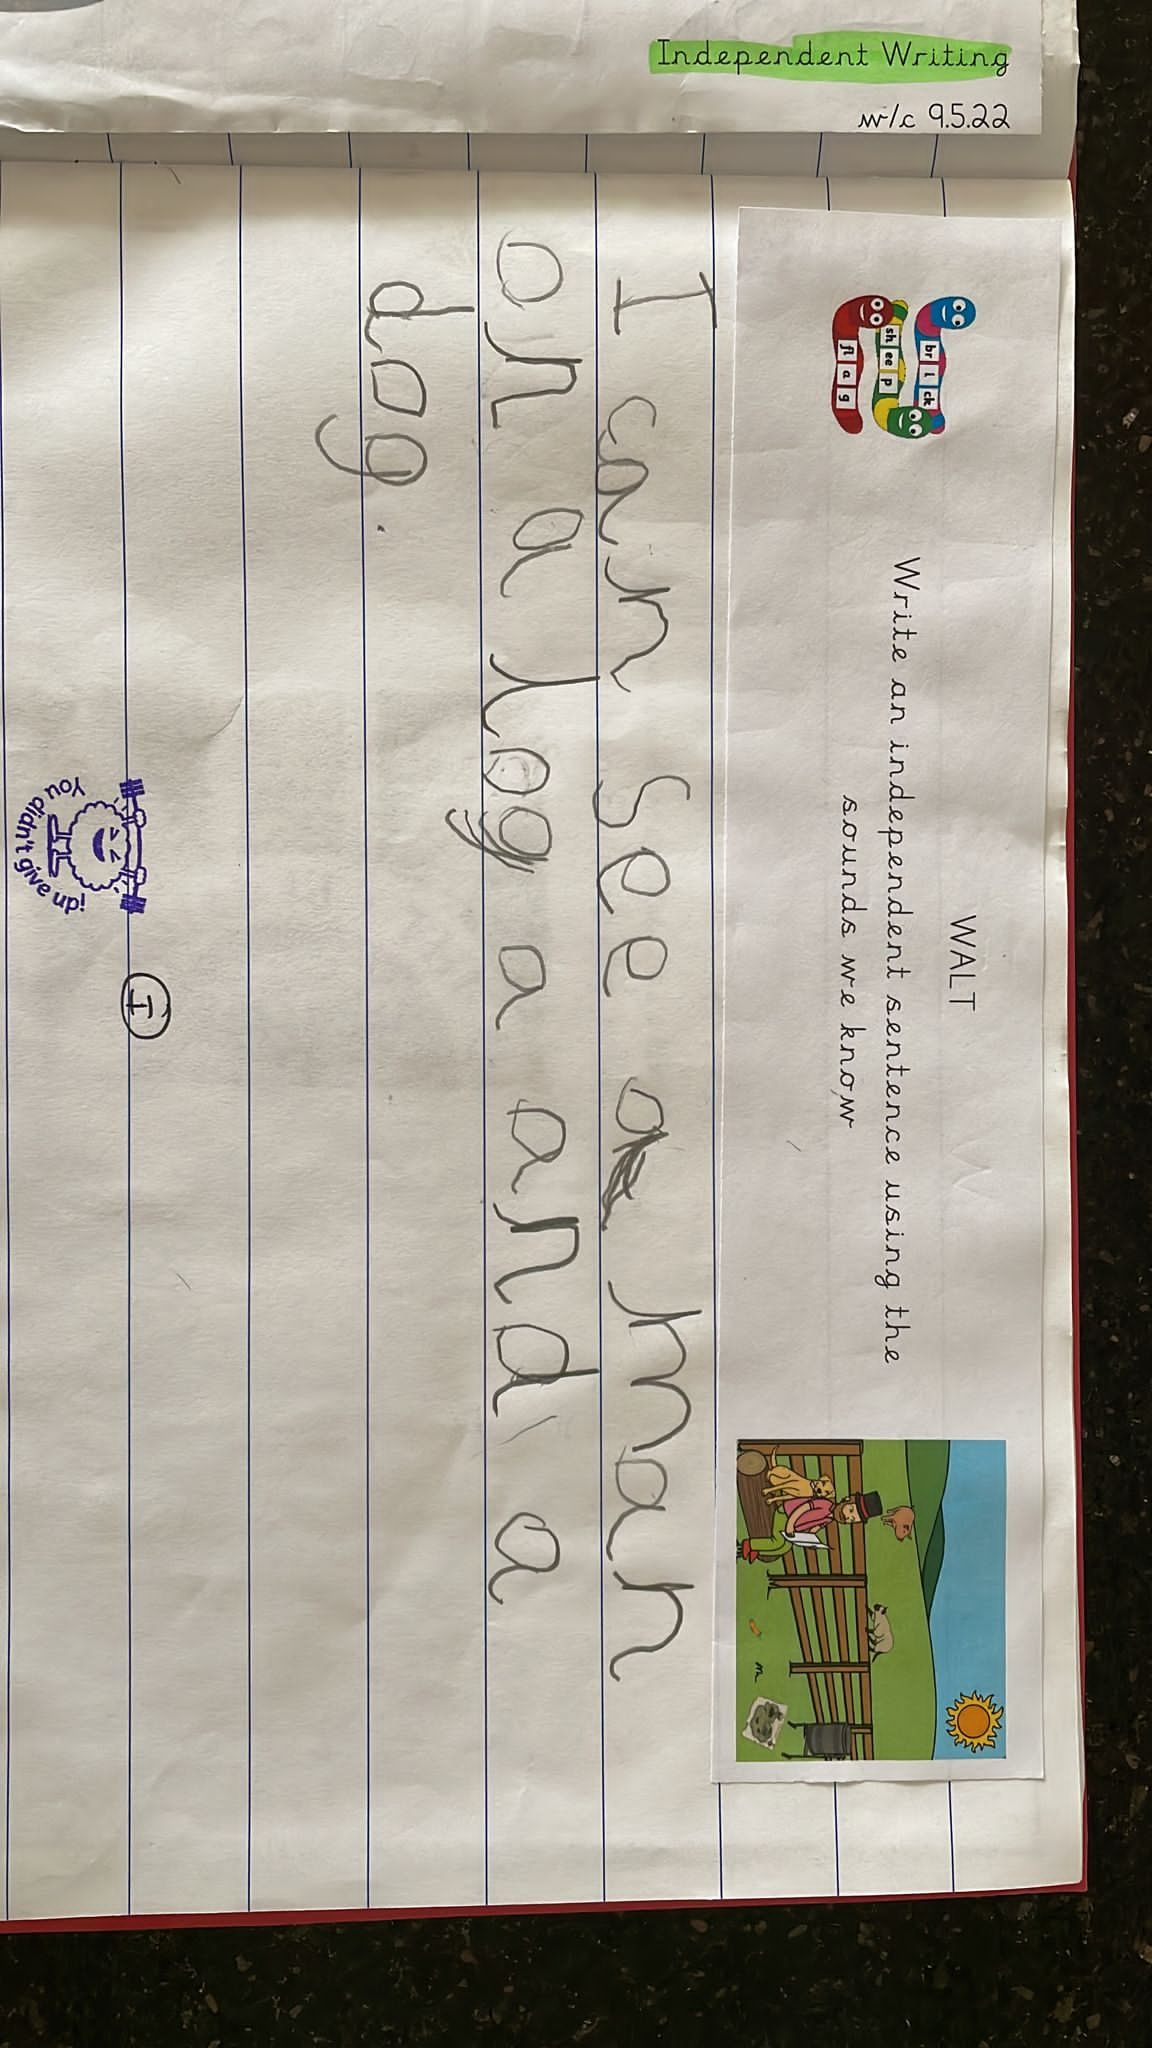 Independent Writing
w/c 9.5.22
WALT
Write an independent sentence using the
sounds we know
br i ck
sh ee p
fl a g
I can see a man
on a log a and a
dog.
I
You didn't give up!